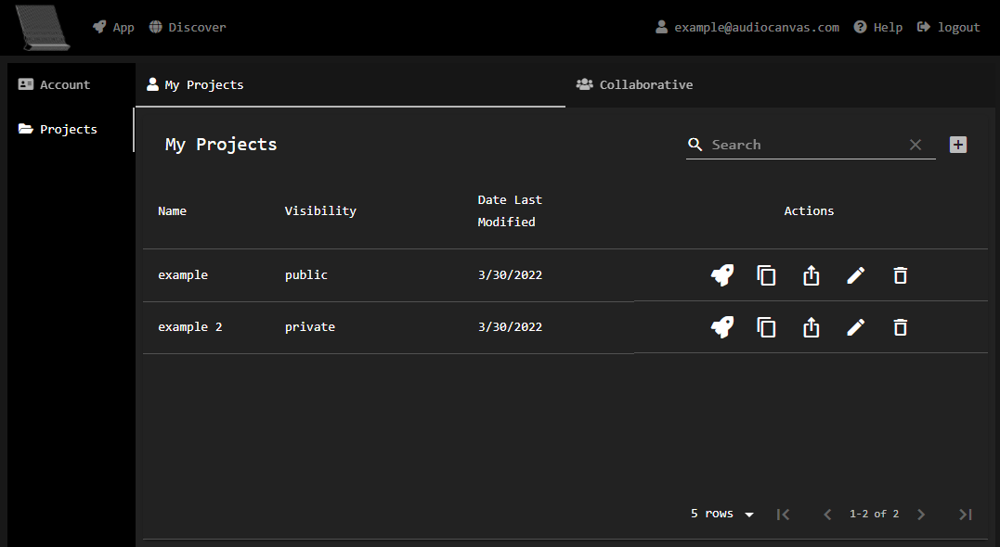 App Discover example@audiocanvas.com Help logout
Account My Projects Collaborative
Projects
My Projects Search
Name Visibility Date Last Modified Actions
example public 3/30/2022
example 2 private 3/30/2022
5 rows 1-2 of 2